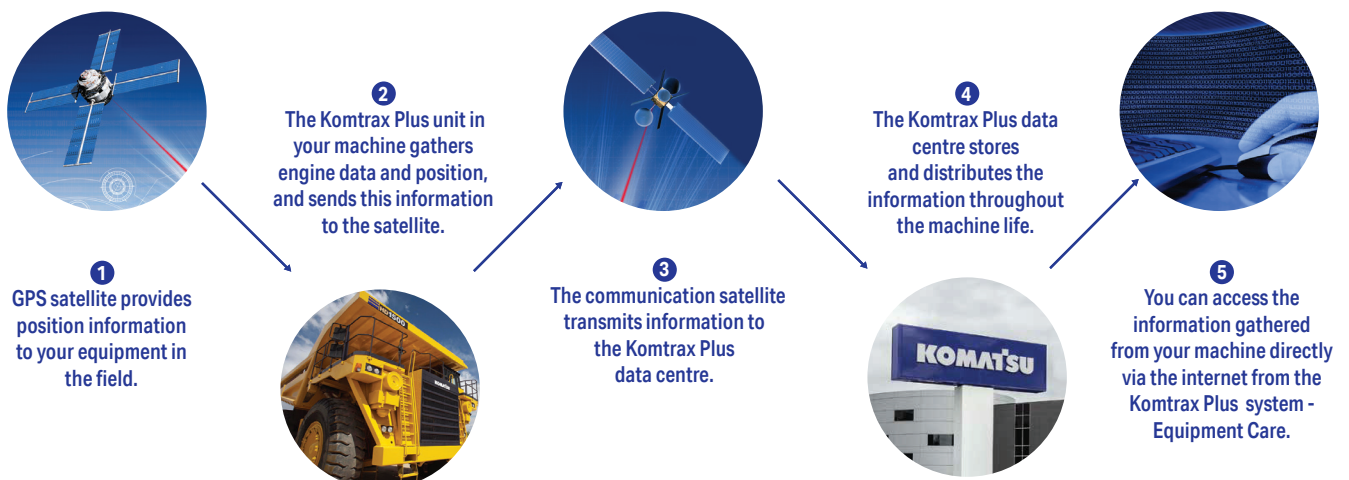 1
GPS satellite provides
position information
to your equipment in
the field.
2
The Komtrax Plus unit in
your machine gathers
engine data and position,
and sends this information
to the satellite.
HD1500
KOMATSU
3
The communication satellite
transmits information to
the Komtrax Plus
data centre.
4
The Komtrax Plus data
centre stores
and distributes the
information throughout
the machine life.
KOMATSU
5
You can access the
information gathered
from your machine directly
via the internet from the
Komtrax Plus system -
Equipment Care.